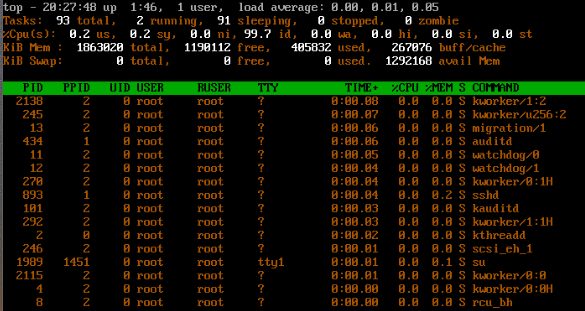 top - 20:27:48 up  1:46,  1 user,  load average: 0.00, 0.01, 0.05
Tasks:  93 total,   2 running,  91 sleeping,   0 stopped,   0 zombie
%Cpu(s):  0.2 us,  0.2 sy,  0.0 ni, 99.7 id,  0.0 wa,  0.0 hi,  0.0 si,  0.0 st
KiB Mem :  1863020 total,  1190112 free,   405832 used,   267076 buff/cache
KiB Swap:        0 total,        0 free,        0 used.  1292168 avail Mem
PID PPID UID USER RUSER TTY TIME+ %CPU %MEM S COMMAND
2138 2 0 root root ? 0:00.08 0.0 0.0 S kworker/1:2
245 2 0 root root ? 0:00.07 0.0 0.0 S kworker/u256:2
13 2 0 root root ? 0:00.06 0.0 0.0 S migration/1
434 1 0 root root ? 0:00.06 0.0 0.0 S auditd
11 2 0 root root ? 0:00.05 0.0 0.0 S watchdog/0
12 2 0 root root ? 0:00.04 0.0 0.0 S watchdog/1
270 2 0 root root ? 0:00.04 0.0 0.0 S kworker/0:1H
893 1 0 root root ? 0:00.04 0.0 0.2 S sshd
101 2 0 root root ? 0:00.03 0.0 0.0 S kauditd
292 2 0 root root ? 0:00.03 0.0 0.0 S kworker/1:1H
2 0 0 root root ? 0:00.02 0.0 0.0 S kthreadd
246 2 0 root root ? 0:00.01 0.0 0.0 S scsi_eh_1
1989 1451 0 root root tty1 0:00.01 0.0 0.1 S su
2115 2 0 root root ? 0:00.01 0.0 0.0 S kworker/0:0
4 2 0 root root ? 0:00.00 0.0 0.0 S kworker/0:0H
8 2 0 root root ? 0:00.00 0.0 0.0 S rcu_bh